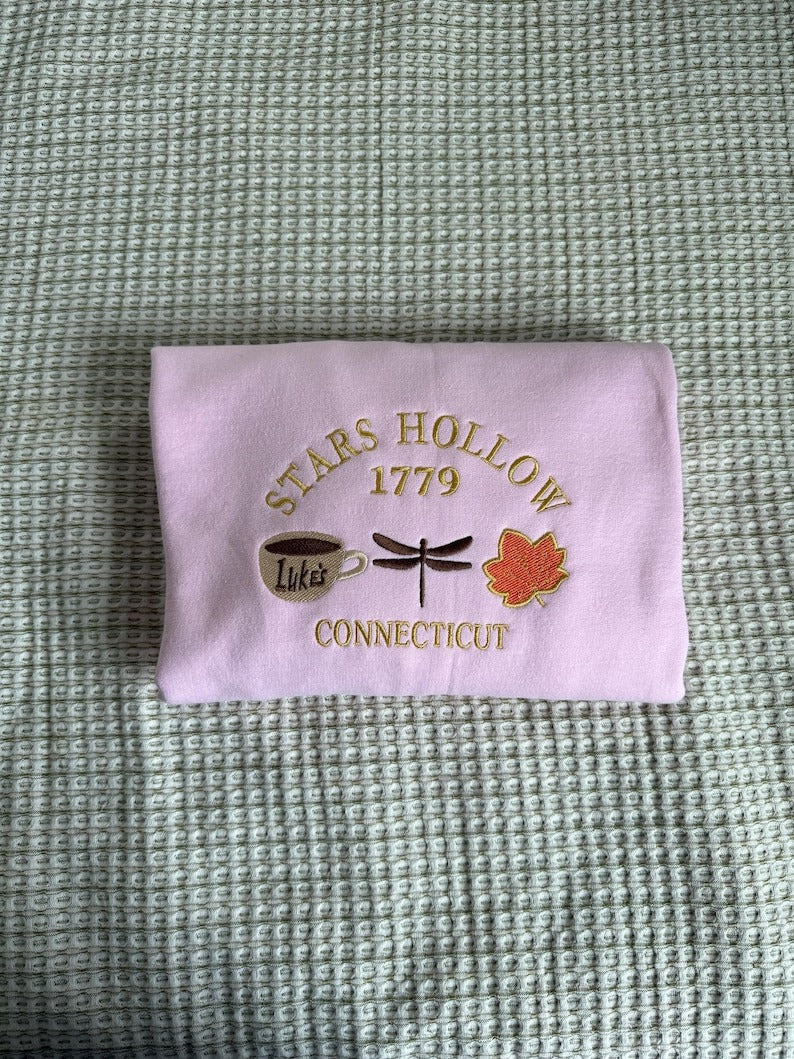 STARS HOLLOW
1779
LUKE'S
CONNECTICUT